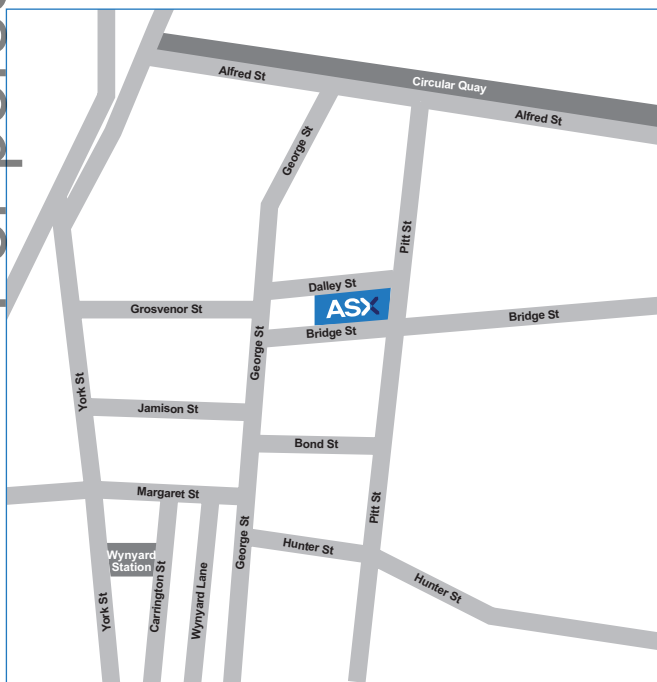 Alfred St
Circular Quay
Alfred St
George St
Pitt St
Dalley St
ASX
Grosvenor St
Bridge St
Bridge St
George St
York St
Jamison St
Bond St
Margaret St
Pitt St
George St
Hunter St
Wynyard
Station
Hunter St
York St
Carrington St
Wynyard Lane